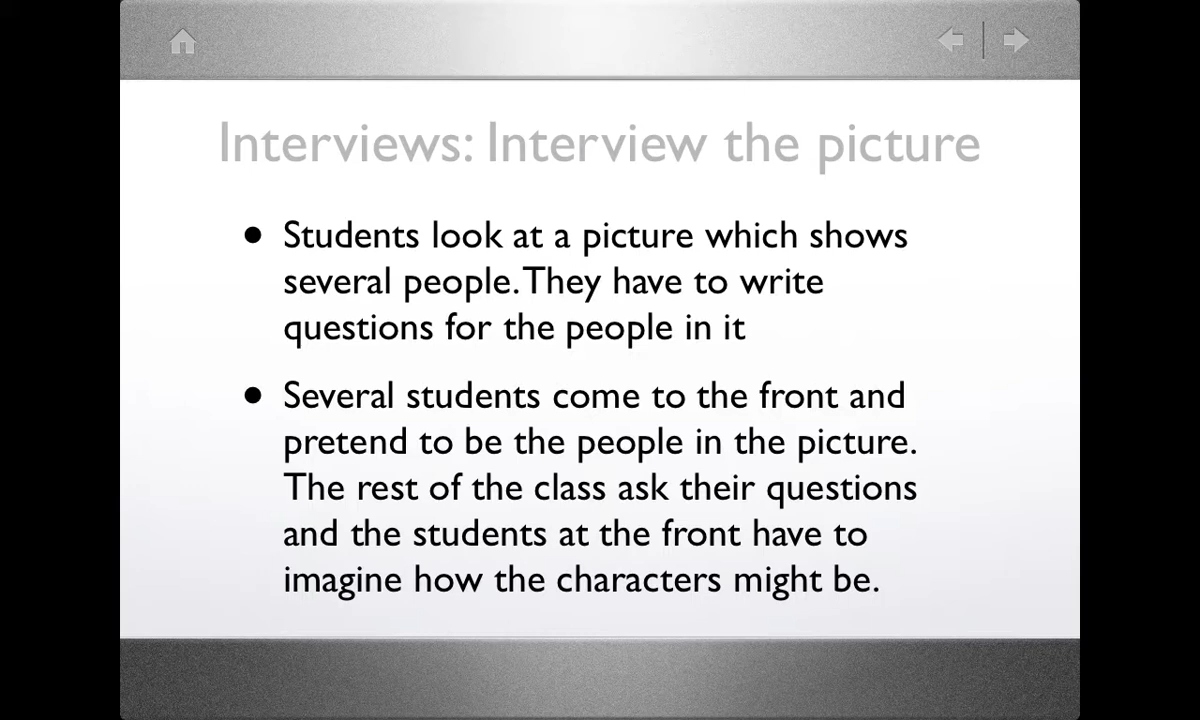 Interviews: Interview the picture
• Students look at a picture which shows
several people. They have to write
questions for the people in it
• Several students come to the front and
pretend to be the people in the picture.
The rest of the class ask their questions
and the students at the front have to
imagine how the characters might be.